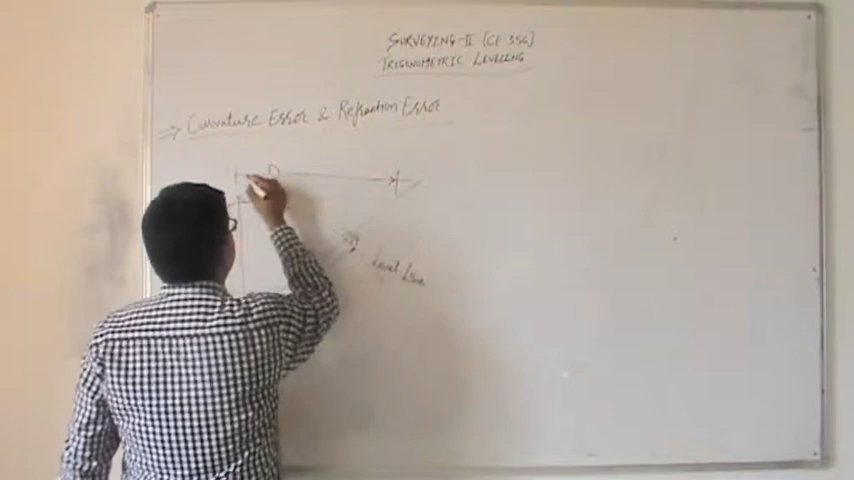 SURVEYING-II [CE 356]
TRIGONOMETRIC LEVELLING
⇒ Curvature Error & Refraction Error
D
Level Line